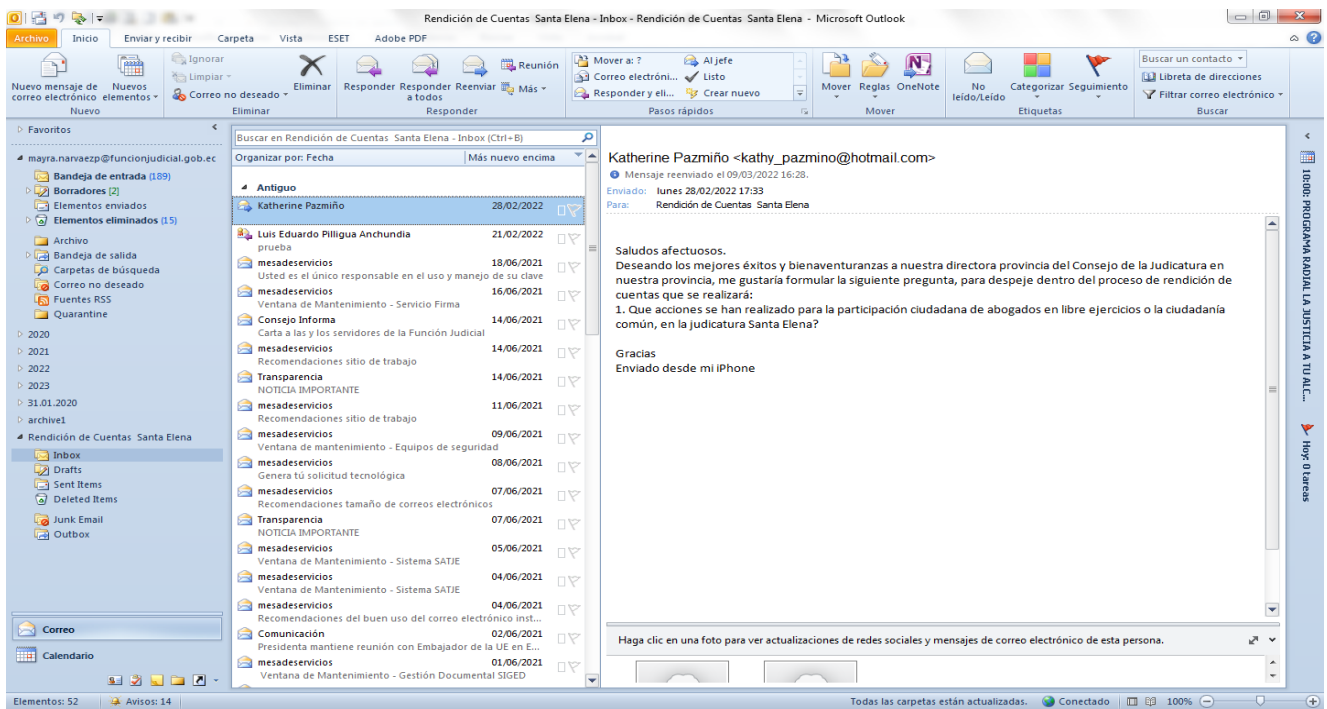 Rendición de Cuentas Santa Elena - Inbox - Rendición de Cuentas Santa Elena - Microsoft Outlook
Archivo Inicio Enviar y recibir Carpeta Vista ESET Adobe PDF
Nuevo mensaje de correo electrónico
Nuevos elementos
Nuevo
Ignorar
Limpiar
Correo no deseado
Eliminar
Eliminar
Responder
Responder a todos
Reenviar
Reunión
Más
Responder
Mover a: ?
Correo electróni...
Responder y eli...
Al jefe
Listo
Crear nuevo
Pasos rápidos
Mover
Reglas
OneNote
Mover
No leído/Leído
Categorizar
Seguimiento
Etiquetas
Buscar un contacto
Libreta de direcciones
Filtrar correo electrónico
Buscar
Favoritos
mayra.narvaezp@funcionjudicial.gob.ec
Bandeja de entrada (189)
Borradores [2]
Elementos enviados
Elementos eliminados (15)
Archivo
Bandeja de salida
Carpetas de búsqueda
Correo no deseado
Fuentes RSS
Quarantine
2020
2021
2022
2023
31.01.2020
archive1
Rendición de Cuentas Santa Elena
Inbox
Drafts
Sent Items
Deleted Items
Junk Email
Outbox
Correo
Calendario
Buscar en Rendición de Cuentas Santa Elena - Inbox (Ctrl+B)
Organizar por: Fecha Más nuevo encima
Antiguo
Katherine Pazmiño 28/02/2022
Luis Eduardo Pilligua Anchundia 21/02/2022
prueba
mesadeservicios 18/06/2021
Usted es el único responsable en el uso y manejo de su clave
mesadeservicios 16/06/2021
Ventana de Mantenimiento - Servicio Firma
Consejo Informa 14/06/2021
Carta a las y los servidores de la Función Judicial
mesadeservicios 14/06/2021
Recomendaciones sitio de trabajo
Transparencia 14/06/2021
NOTICIA IMPORTANTE
mesadeservicios 11/06/2021
Recomendaciones sitio de trabajo
mesadeservicios 09/06/2021
Ventana de mantenimiento - Equipos de seguridad
mesadeservicios 08/06/2021
Genera tú solicitud tecnológica
mesadeservicios 07/06/2021
Recomendaciones tamaño de correos electrónicos
Transparencia 07/06/2021
NOTICIA IMPORTANTE
mesadeservicios 05/06/2021
Ventana de Mantenimiento - Sistema SATJE
mesadeservicios 04/06/2021
Ventana de Mantenimiento - Sistema SATJE
mesadeservicios 04/06/2021
Recomendaciones del buen uso del correo electrónico inst...
Comunicación 02/06/2021
Presidenta mantiene reunión con Embajador de la UE en E...
mesadeservicios 01/06/2021
Ventana de Mantenimiento - Gestión Documental SIGED
Katherine Pazmiño <kathy_pazmino@hotmail.com>
Mensaje reenviado el 09/03/2022 16:28.
Enviado: lunes 28/02/2022 17:33
Para: Rendición de Cuentas Santa Elena
Saludos afectuosos.
Deseando los mejores éxitos y bienaventuranzas a nuestra directora provincia del Consejo de la Judicatura en
nuestra provincia, me gustaría formular la siguiente pregunta, para despeje dentro del proceso de rendición de
cuentas que se realizará:
1. Que acciones se han realizado para la participación ciudadana de abogados en libre ejercicios o la ciudadanía
común, en la judicatura Santa Elena?
Gracias
Enviado desde mi iPhone
Haga clic en una foto para ver actualizaciones de redes sociales y mensajes de correo electrónico de esta persona.
10:00: PROGRAMA RADIAL LA JUSTICIA A TU ALC...
Hoy: 0 tareas
Elementos: 52 Avisos: 14 Todas las carpetas están actualizadas. Conectado 100%